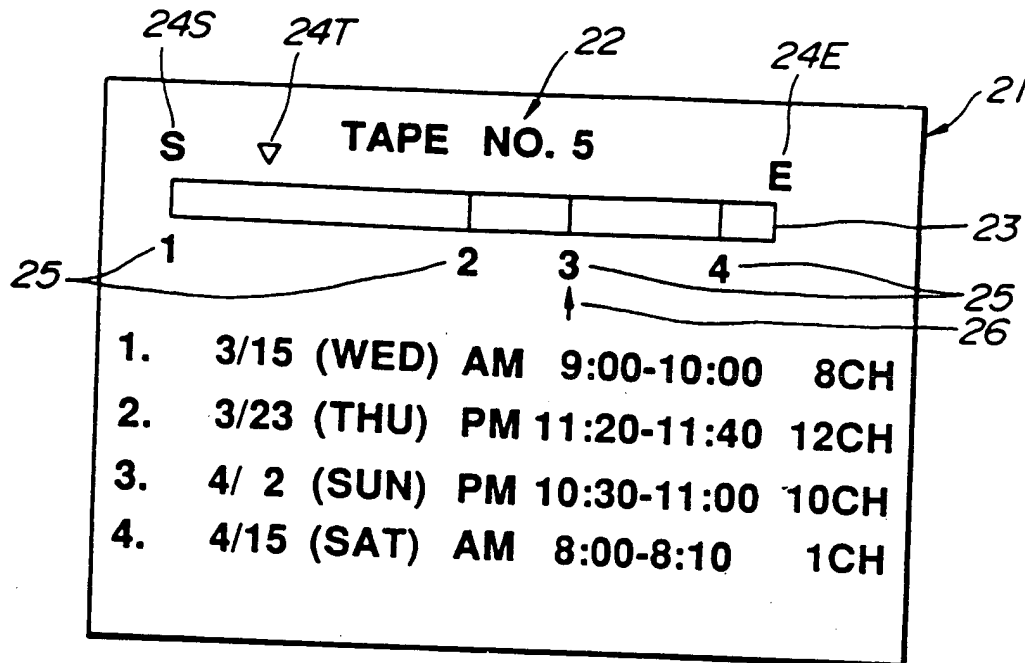 24S 24T 22 24E 21
TAPE NO. 5
S ▽ E
23
1 2 3 4
25 25
26
1. 3/15 (WED) AM 9:00-10:00 8CH
2. 3/23 (THU) PM 11:20-11:40 12CH
3. 4/ 2 (SUN) PM 10:30-11:00 10CH
4. 4/15 (SAT) AM 8:00-8:10 1CH